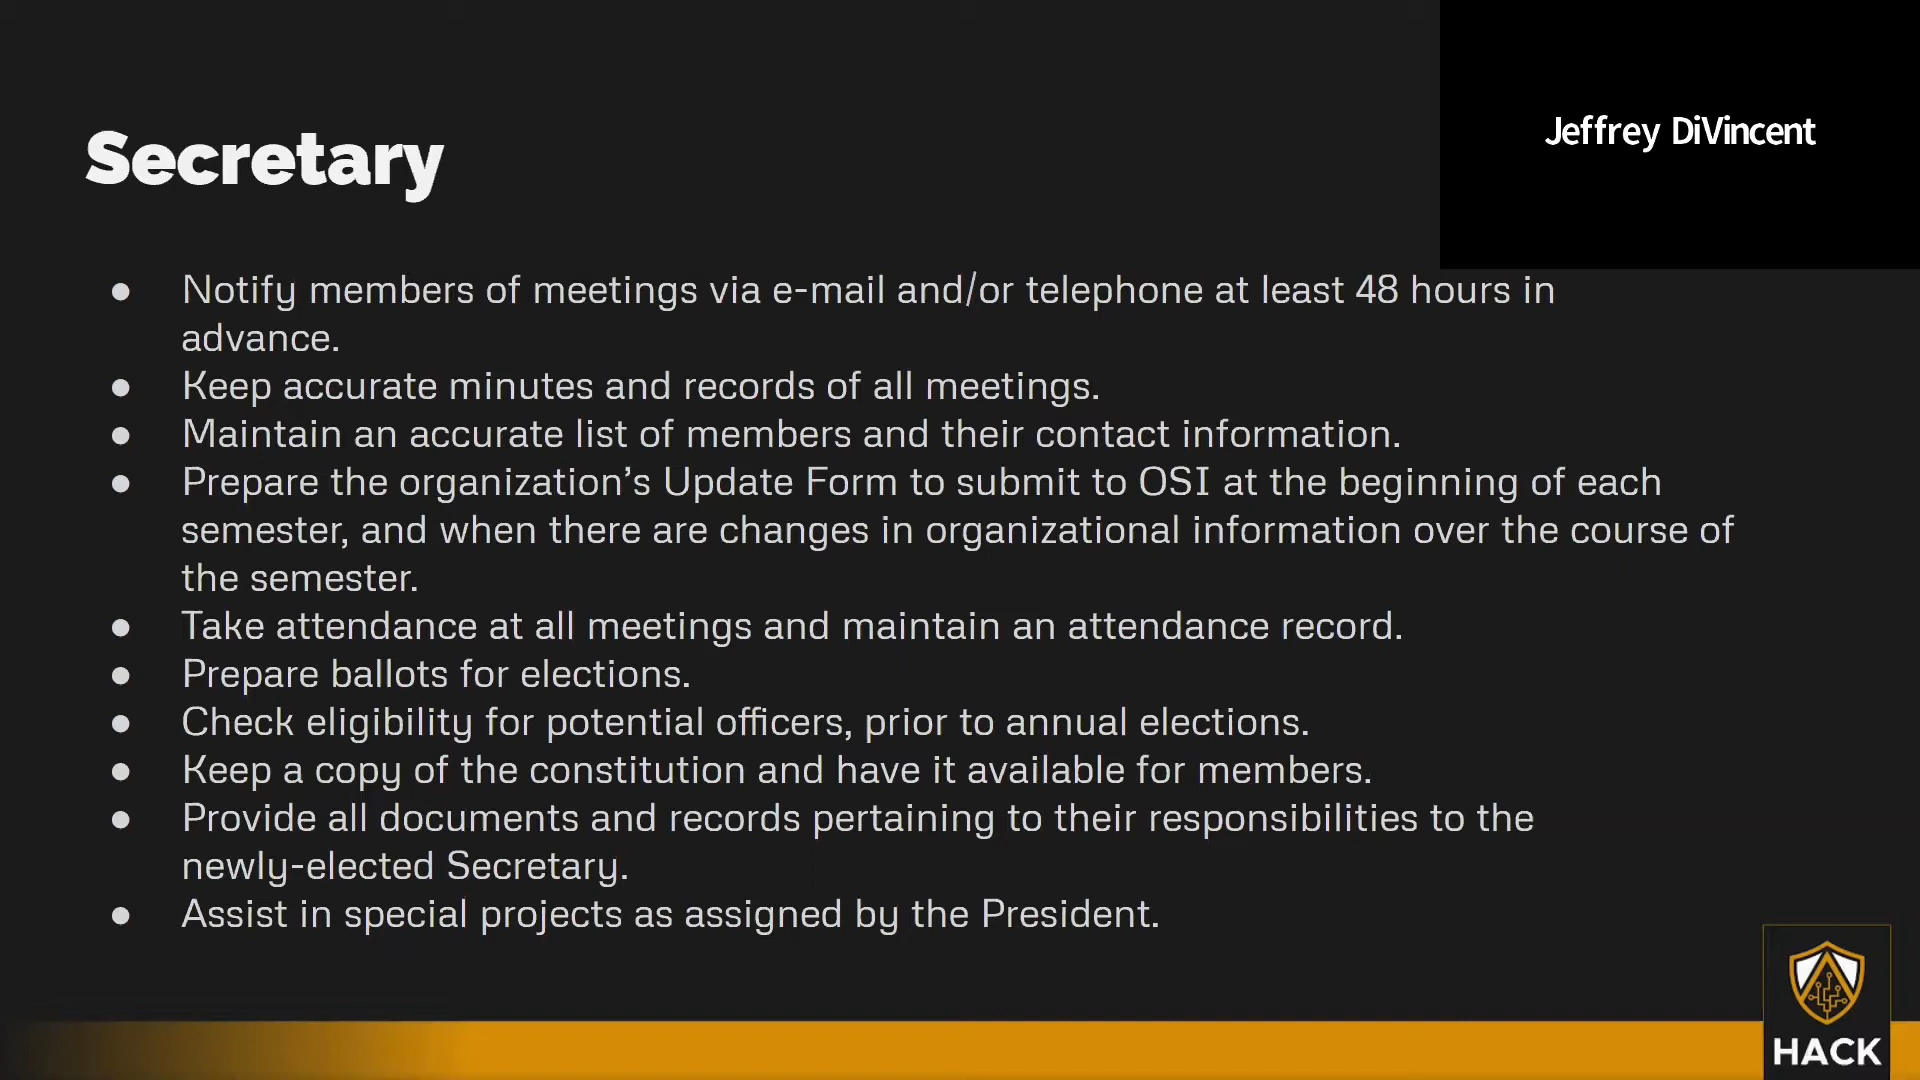 Jeffrey DiVincent
Secretary
● Notify members of meetings via e-mail and/or telephone at least 48 hours in
advance.
● Keep accurate minutes and records of all meetings.
● Maintain an accurate list of members and their contact information.
● Prepare the organization’s Update Form to submit to OSI at the beginning of each
semester, and when there are changes in organizational information over the course of
the semester.
● Take attendance at all meetings and maintain an attendance record.
● Prepare ballots for elections.
● Check eligibility for potential officers, prior to annual elections.
● Keep a copy of the constitution and have it available for members.
● Provide all documents and records pertaining to their responsibilities to the
newly-elected Secretary.
● Assist in special projects as assigned by the President.
HACK